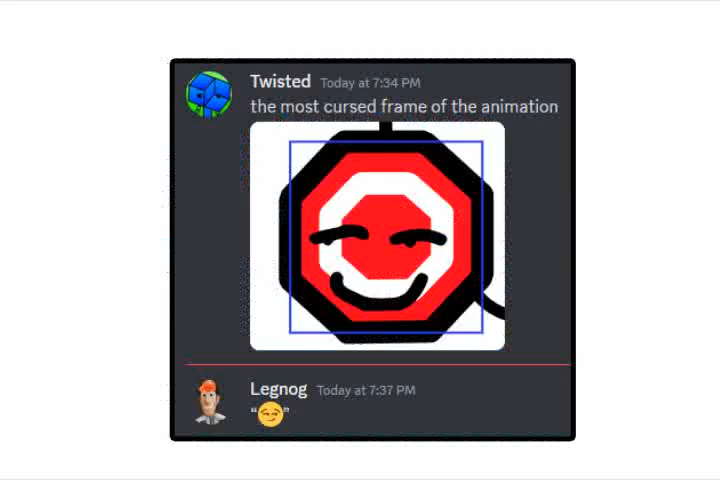 Twisted Today at 7:34 PM
the most cursed frame of the animation
Legnog Today at 7:37 PM
“😏”